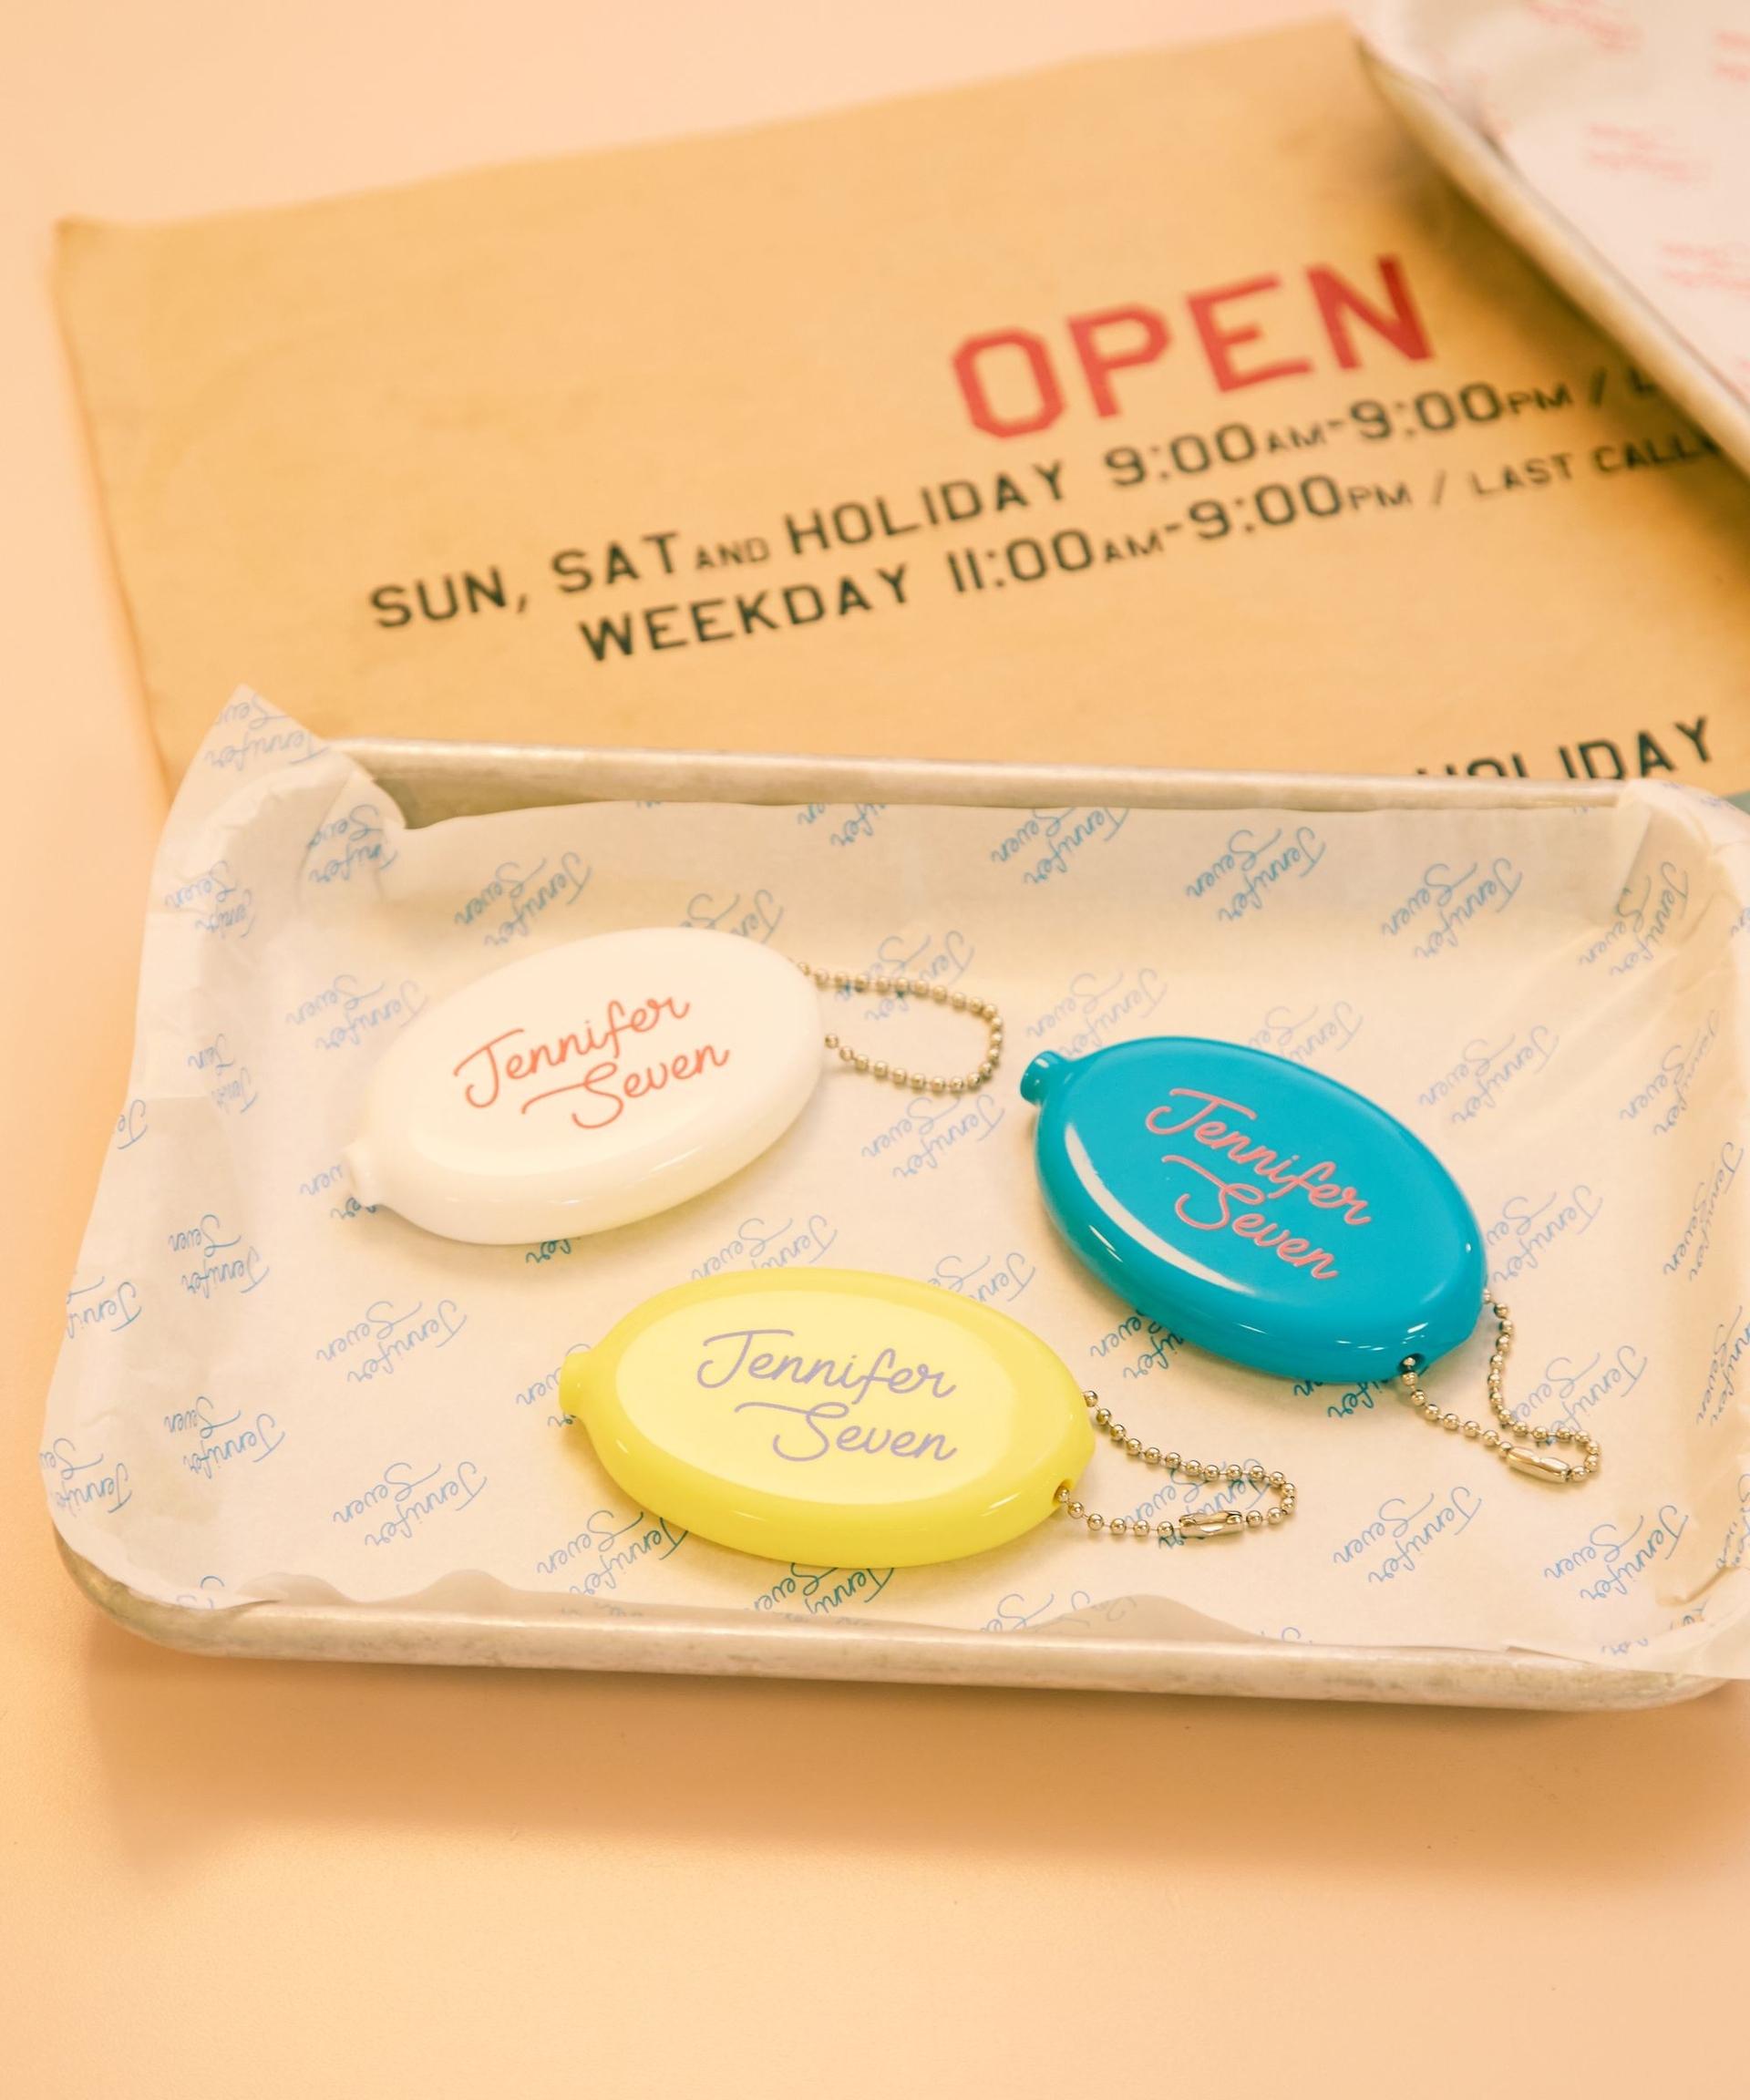 OPEN
SUN, SAT AND HOLIDAY 9:00AM-9:00PM /
WEEKDAY 11:00AM-9:00PM / LAST CALL
HOLIDAY
Jennifer
Seven
Jennifer
Seven
Jennifer
Seven